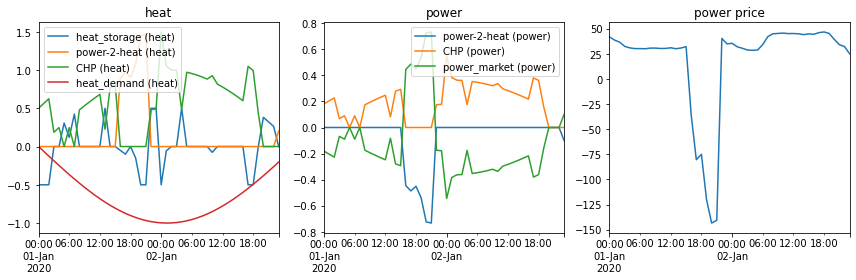 heat
heat_storage (heat)
power-2-heat (heat)
CHP (heat)
heat_demand (heat)
1.5
1.0
0.5
0.0
−0.5
−1.0
00:00 06:00 12:00 18:00 00:00 06:00 12:00 18:00
01-Jan 02-Jan
2020
power
power-2-heat (power)
CHP (power)
power_market (power)
0.8
0.6
0.4
0.2
0.0
−0.2
−0.4
−0.6
−0.8
00:00 06:00 12:00 18:00 00:00 06:00 12:00 18:00
01-Jan 02-Jan
2020
power price
50
25
0
−25
−50
−75
−100
−125
−150
00:00 06:00 12:00 18:00 00:00 06:00 12:00 18:00
01-Jan 02-Jan
2020